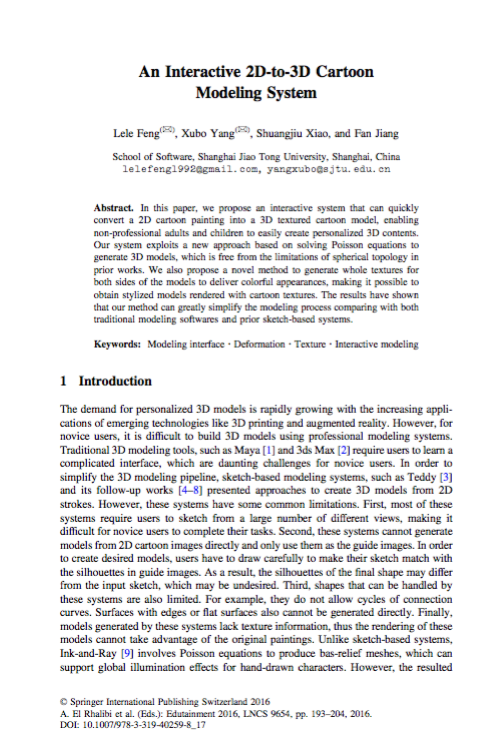 An Interactive 2D-to-3D Cartoon
Modeling System
Lele Feng(✉), Xubo Yang(✉), Shuangjiu Xiao, and Fan Jiang
School of Software, Shanghai Jiao Tong University, Shanghai, China
lelefeng1992@gmail.com, yangxubo@sjtu.edu.cn
Abstract. In this paper, we propose an interactive system that can quickly
convert a 2D cartoon painting into a 3D textured cartoon model, enabling
non-professional adults and children to easily create personalized 3D contents.
Our system exploits a new approach based on solving Poisson equations to
generate 3D models, which is free from the limitations of spherical topology in
prior works. We also propose a novel method to generate whole textures for
both sides of the models to deliver colorful appearances, making it possible to
obtain stylized models rendered with cartoon textures. The results have shown
that our method can greatly simplify the modeling process comparing with both
traditional modeling softwares and prior sketch-based systems.
Keywords: Modeling interface · Deformation · Texture · Interactive modeling
1 Introduction
The demand for personalized 3D models is rapidly growing with the increasing appli-
cations of emerging technologies like 3D printing and augmented reality. However, for
novice users, it is difficult to build 3D models using professional modeling systems.
Traditional 3D modeling tools, such as Maya [1] and 3ds Max [2] require users to learn a
complicated interface, which are daunting challenges for novice users. In order to
simplify the 3D modeling pipeline, sketch-based modeling systems, such as Teddy [3]
and its follow-up works [4–8] presented approaches to create 3D models from 2D
strokes. However, these systems have some common limitations. First, most of these
systems require users to sketch from a large number of different views, making it
difficult for novice users to complete their tasks. Second, these systems cannot generate
models from 2D cartoon images directly and only use them as the guide images. In order
to create desired models, users have to draw carefully to make their sketch match with
the silhouettes in guide images. As a result, the silhouettes of the final shape may differ
from the input sketch, which may be undesired. Third, shapes that can be handled by
these systems are also limited. For example, they do not allow cycles of connection
curves. Surfaces with edges or flat surfaces also cannot be generated directly. Finally,
models generated by these systems lack texture information, thus the rendering of these
models cannot take advantage of the original paintings. Unlike sketch-based systems,
Ink-and-Ray [9] involves Poisson equations to produce bas-relief meshes, which can
support global illumination effects for hand-drawn characters. However, the resulted
© Springer International Publishing Switzerland 2016
A. El Rhalibi et al. (Eds.): Edutainment 2016, LNCS 9654, pp. 193–204, 2016.
DOI: 10.1007/978-3-319-40259-8_17